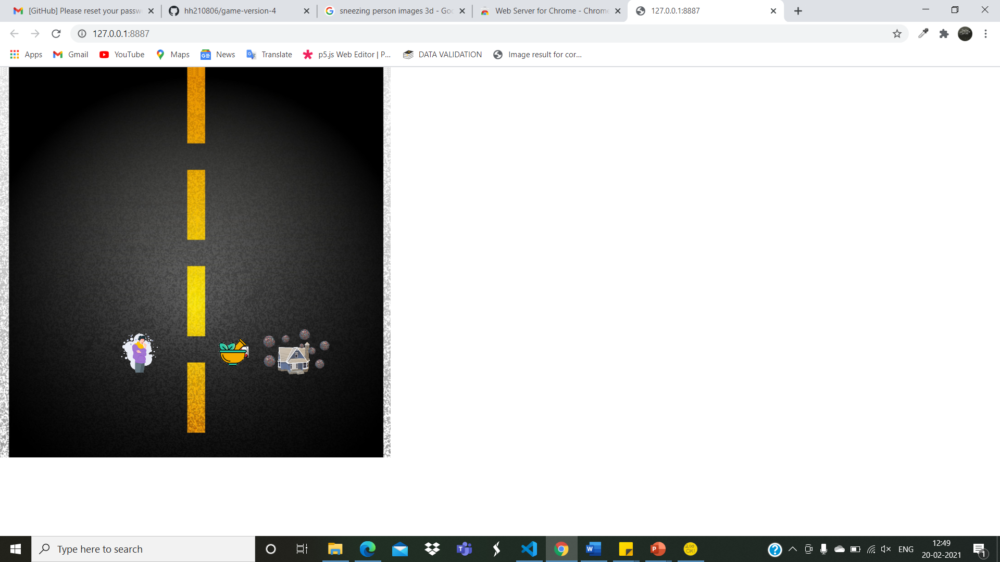 [GitHub] Please reset your passw
hh210806/game-version-4
sneezing person images 3d - Goo
Web Server for Chrome - Chrome
127.0.0.1:8887
127.0.0.1:8887
Apps
Gmail
YouTube
Maps
News
Translate
p5.js Web Editor | P...
DATA VALIDATION
Image result for cor...
Type here to search
ENG
12:49
20-02-2021
1